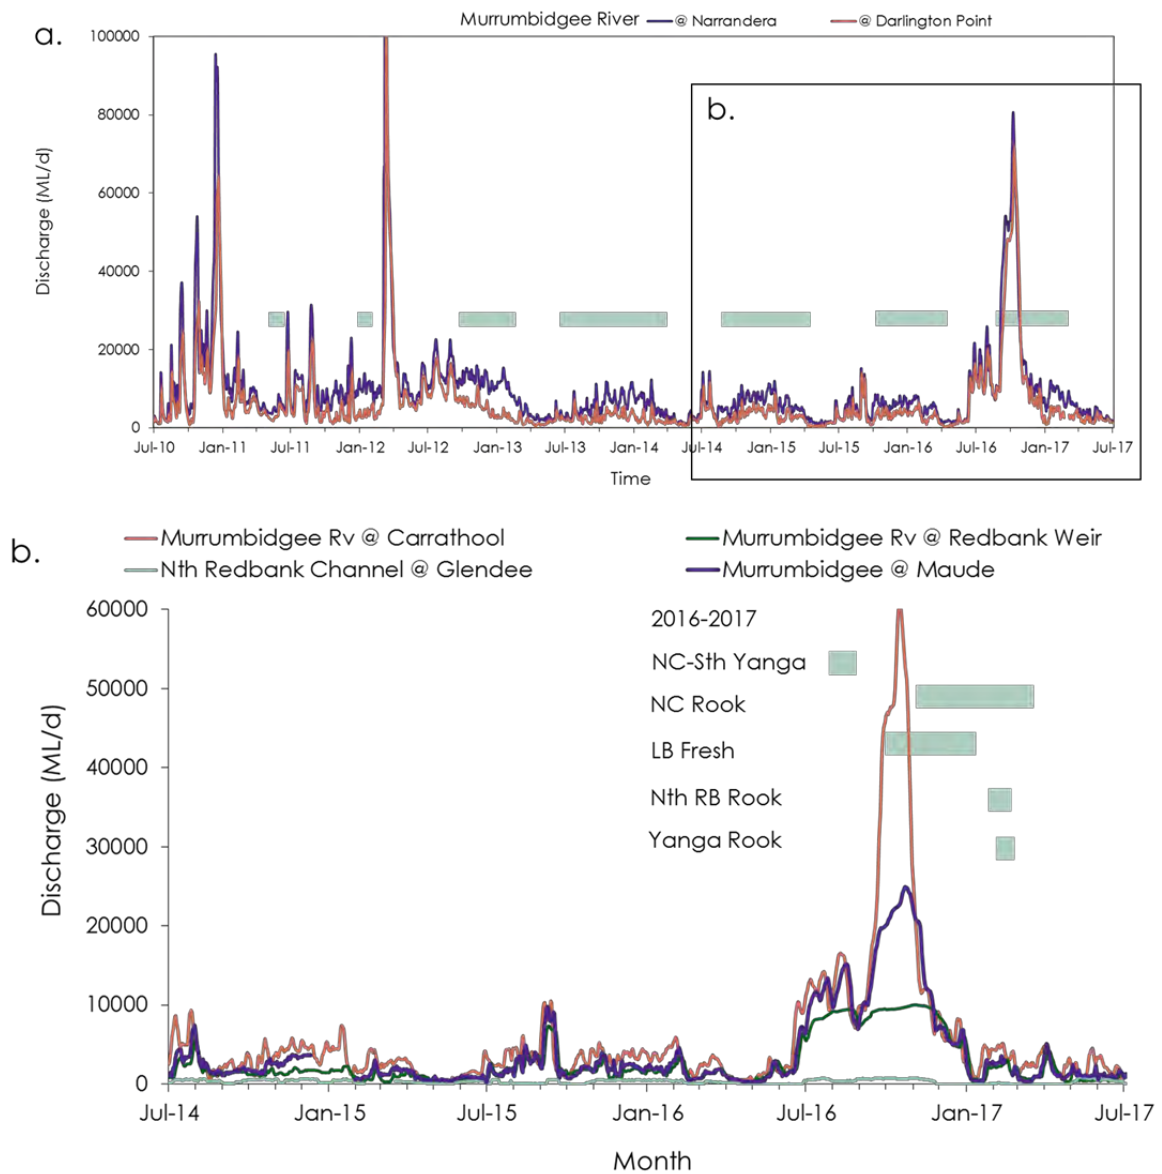 Murrumbidgee River @ Narrandera @ Darlington Point
a.
100000
80000
60000
40000
20000
0
Discharge (ML/d)
b.
Jul-10 Jan-11 Jul-11 Jan-12 Jul-12 Jan-13 Jul-13 Jan-14 Jul-14 Jan-15 Jul-15 Jan-16 Jul-16 Jan-17 Jul-17
Time
b.
Murrumbidgee Rv @ Carrathool Murrumbidgee Rv @ Redbank Weir
Nth Redbank Channel @ Glendee Murrumbidgee @ Maude
60000
50000
40000
30000
20000
10000
0
Discharge (ML/d)
2016-2017
NC-Sth Yanga
NC Rook
LB Fresh
Nth RB Rook
Yanga Rook
Jul-14 Jan-15 Jul-15 Jan-16 Jul-16 Jan-17 Jul-17
Month